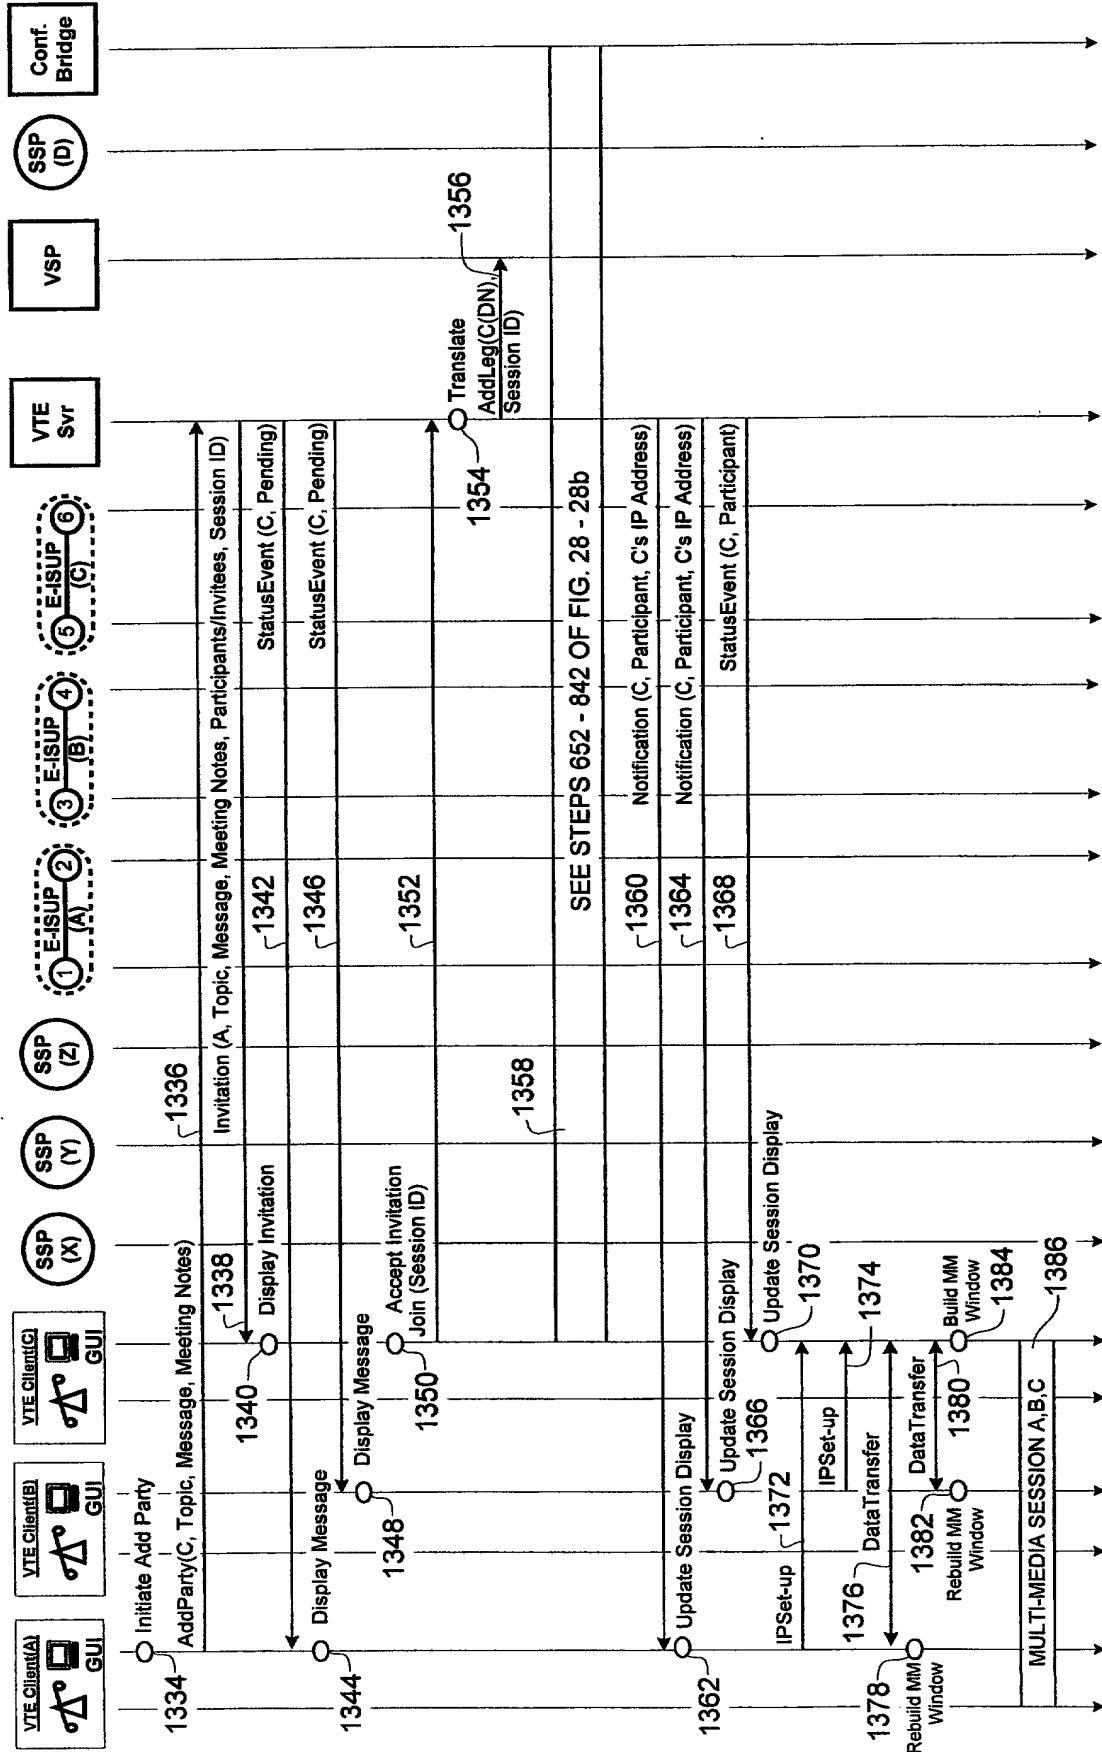 VTE Client(A)
GUI
VTE Client(B)
GUI
VTE Client(C)
GUI
SSP
(X)
SSP
(Y)
SSP
(Z)
1
E-ISUP
(A)
2
3
E-ISUP
(B)
4
5
E-ISUP
(C)
6
VTE
Svr
VSP
SSP
(D)
Conf.
Bridge
Initiate Add Party
1334
AddParty(C, Topic, Message, Meeting Notes)
1336
Invitation (A, Topic, Message, Meeting Notes, Participants/Invitees, Session ID)
1338
Display Invitation
1340
StatusEvent (C, Pending)
1342
Display Message
1344
StatusEvent (C, Pending)
1346
Display Message
1348
Accept Invitation
Join (Session ID)
1350
1352
Translate
1354
AddLeg(C(DN),
Session ID)
1356
1358
SEE STEPS 652 - 842 OF FIG. 28 - 28b
Notification (C, Participant, C's IP Address)
1360
Update Session Display
1362
Notification (C, Participant, C's IP Address)
1364
Update Session Display
1366
StatusEvent (C, Participant)
1368
Update Session Display
1370
IPSet-up
1372
IPSet-up
1374
DataTransfer
1376
Rebuild MM
Window
1378
DataTransfer
1380
Rebuild MM
Window
1382
Build MM
Window
1384
MULTI-MEDIA SESSION A,B,C
1386